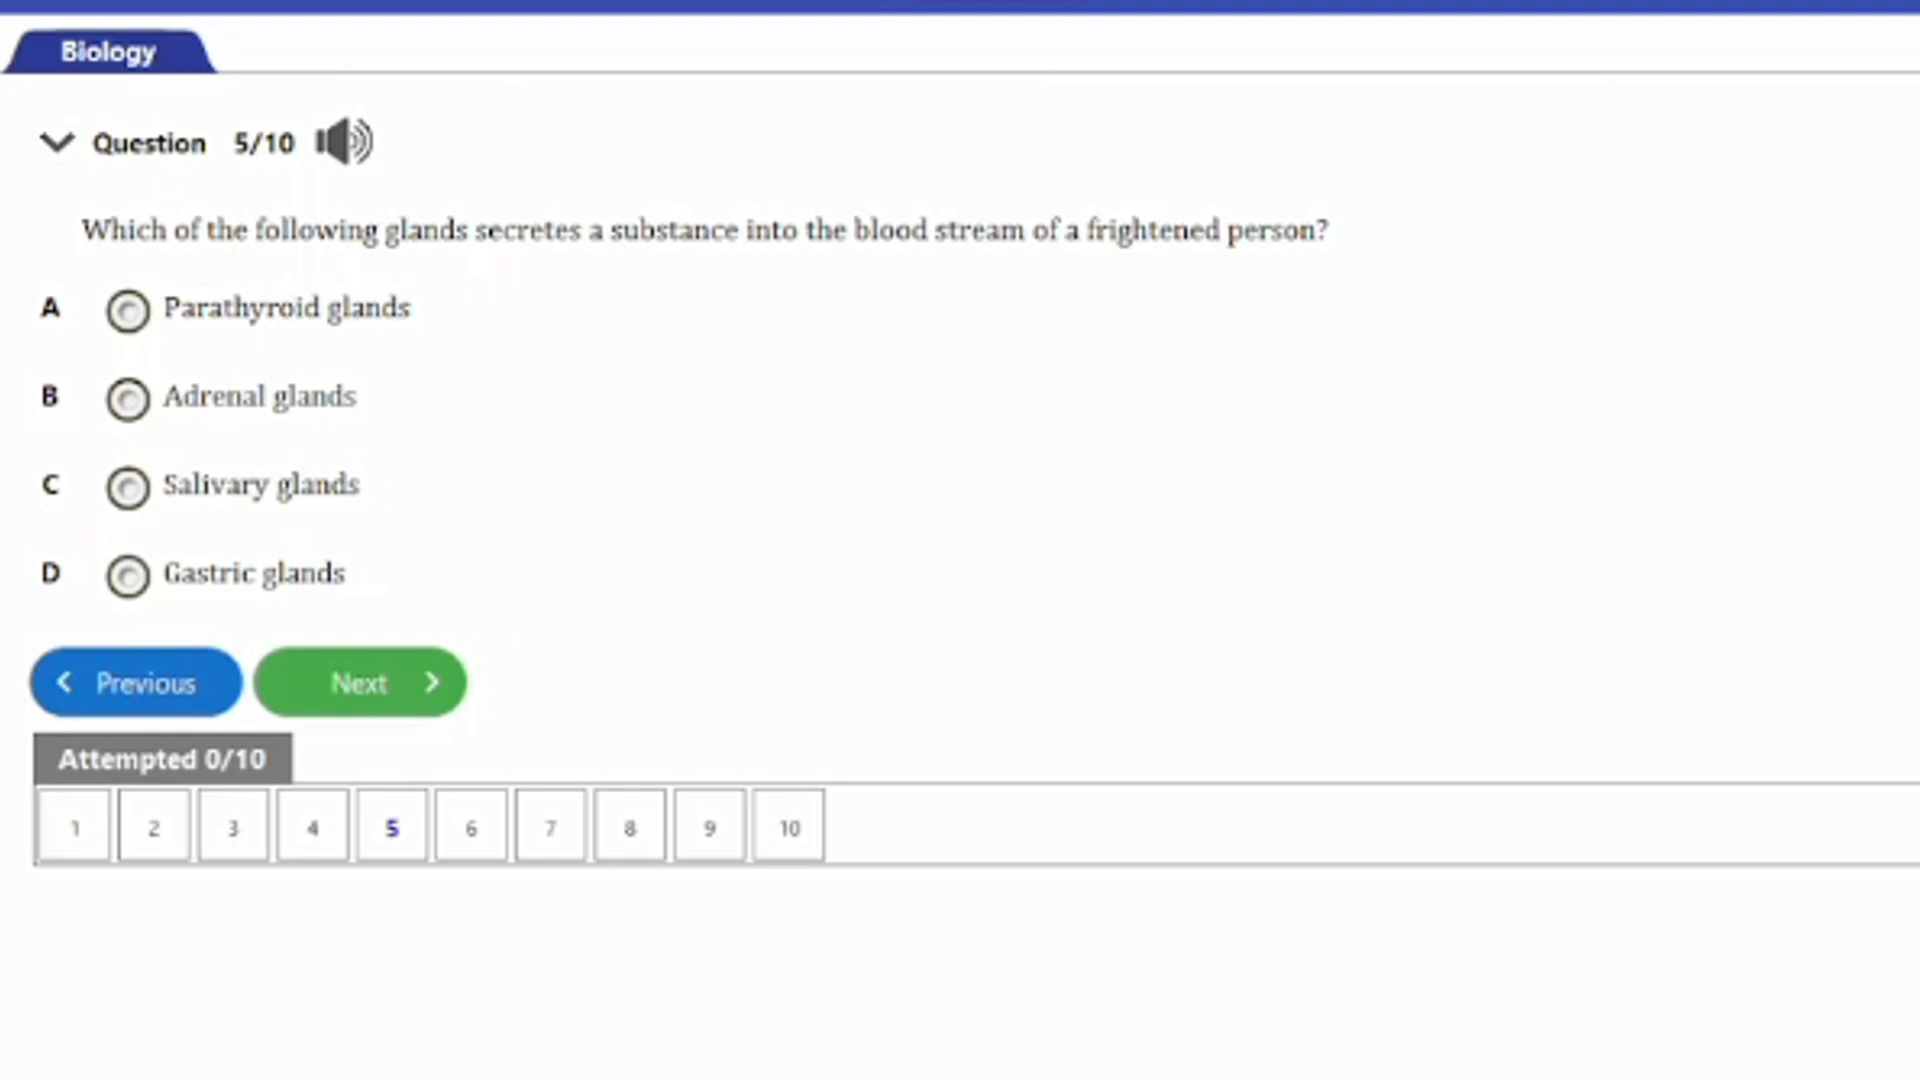 Biology
Question 5/10
Which of the following glands secretes a substance into the blood stream of a frightened person?
A Parathyroid glands
B Adrenal glands
C Salivary glands
D Gastric glands
Previous Next
Attempted 0/10
1 2 3 4 5 6 7 8 9 10